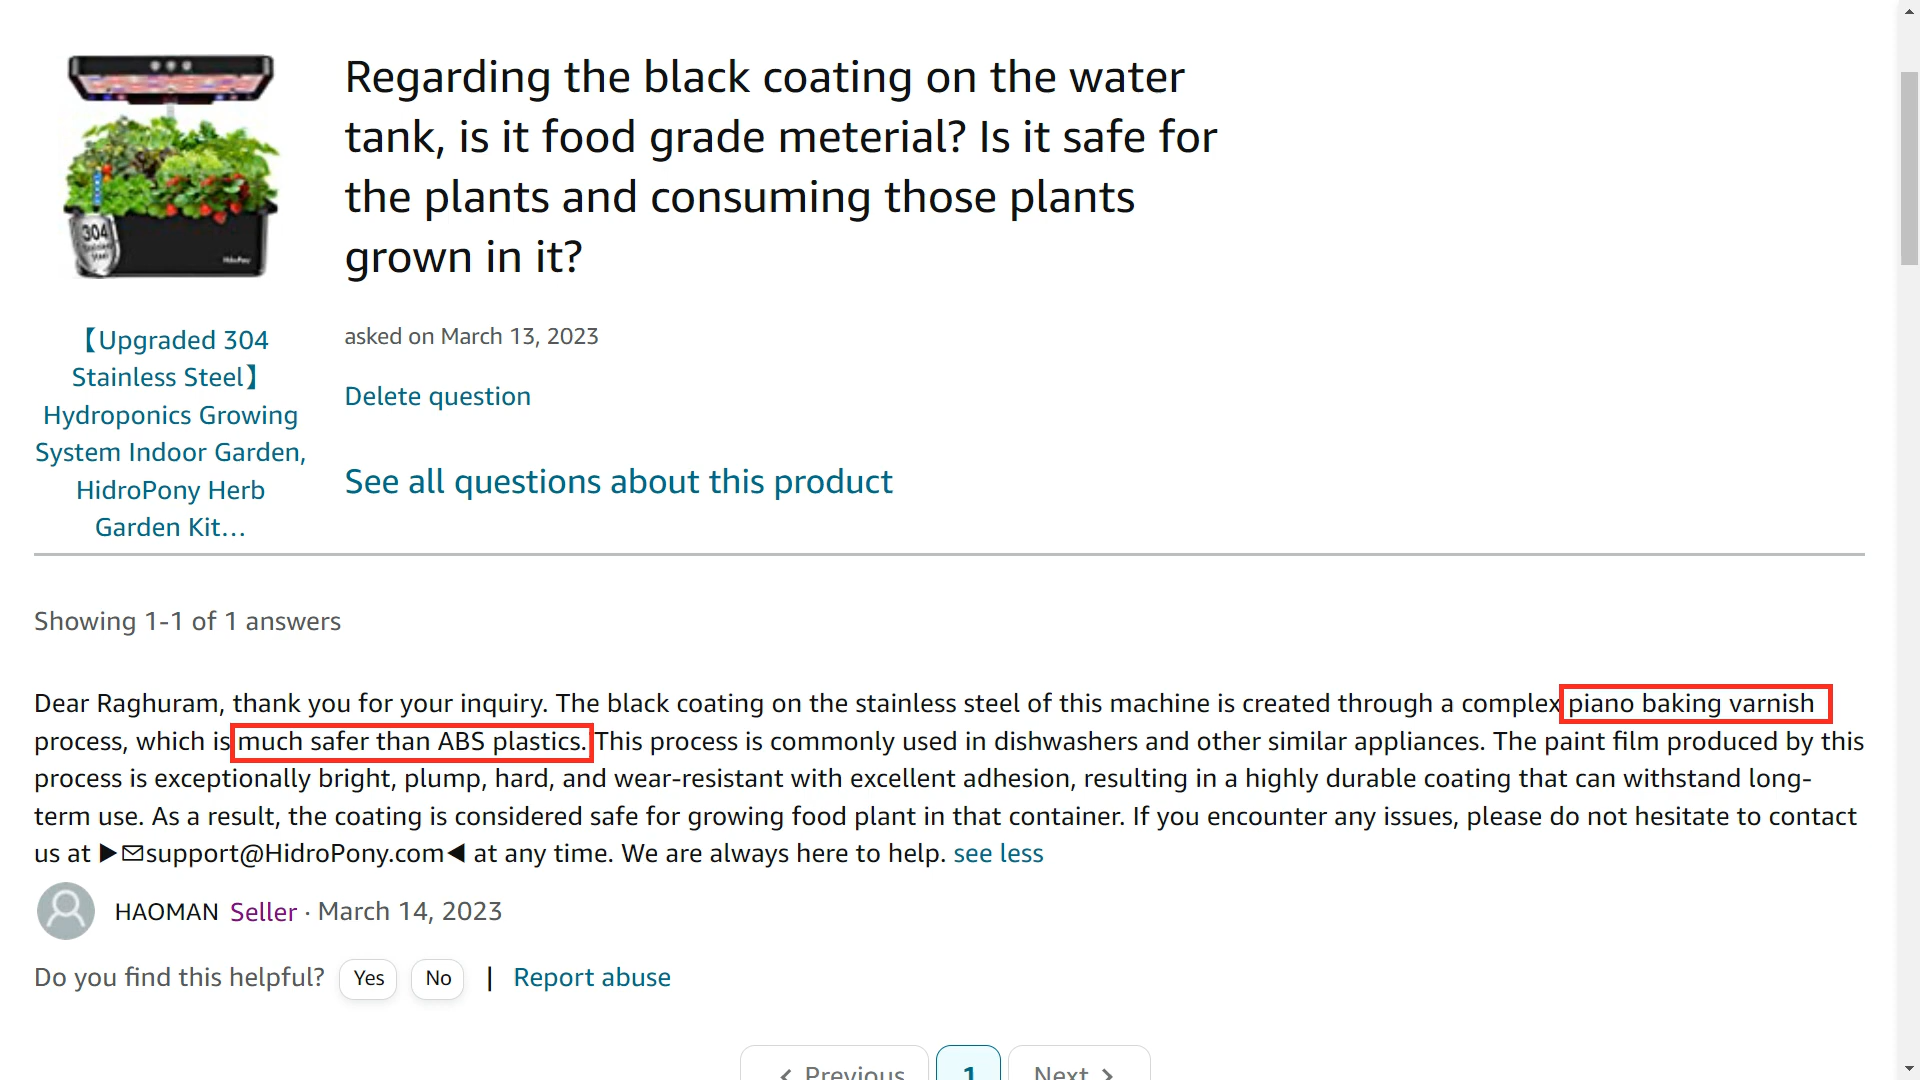 Regarding the black coating on the water
tank, is it food grade meterial? Is it safe for
the plants and consuming those plants
grown in it?
304
Stainless
Steel
HidroPony
【Upgraded 304
Stainless Steel】
Hydroponics Growing
System Indoor Garden,
HidroPony Herb
Garden Kit…
asked on March 13, 2023
Delete question
See all questions about this product
Showing 1-1 of 1 answers
Dear Raghuram, thank you for your inquiry. The black coating on the stainless steel of this machine is created through a complex piano baking varnish
process, which is much safer than ABS plastics. This process is commonly used in dishwashers and other similar appliances. The paint film produced by this
process is exceptionally bright, plump, hard, and wear-resistant with excellent adhesion, resulting in a highly durable coating that can withstand long-
term use. As a result, the coating is considered safe for growing food plant in that container. If you encounter any issues, please do not hesitate to contact
us at ▶✉support@HidroPony.com◀ at any time. We are always here to help. see less
HAOMAN Seller · March 14, 2023
Do you find this helpful? Yes No | Report abuse
‹ Previous 1 Next ›